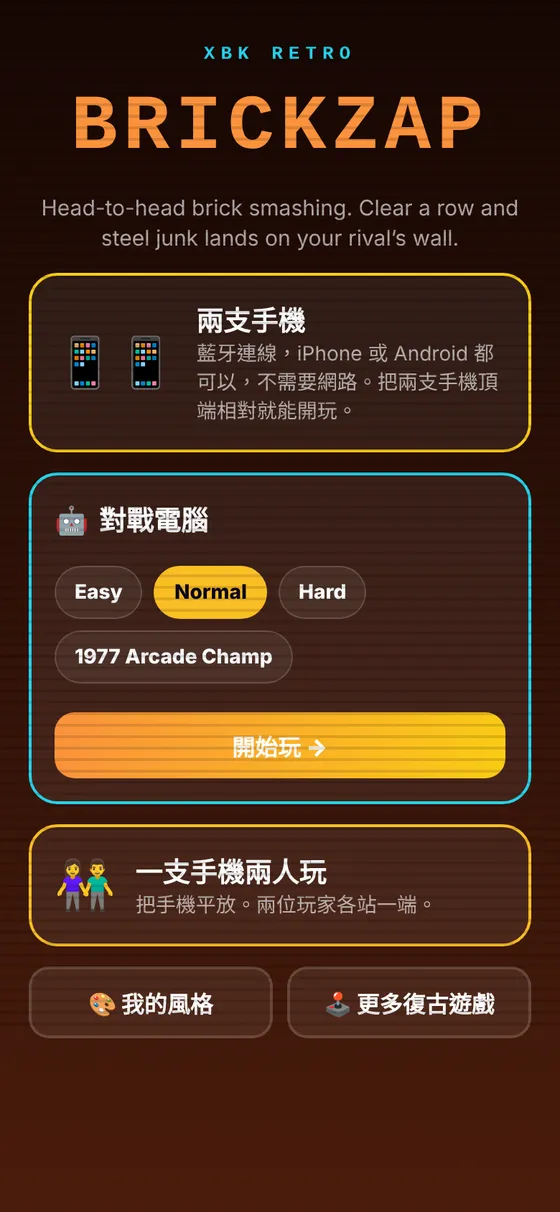 XBK RETRO
BRICKZAP
Head-to-head brick smashing. Clear a row and
steel junk lands on your rival's wall.
兩支手機
藍牙連線，iPhone 或 Android 都
可以，不需要網路。把兩支手機頂
端相對就能開玩。
對戰電腦
Easy
Normal
Hard
1977 Arcade Champ
開始玩 →
一支手機兩人玩
把手機平放。兩位玩家各站一端。
我的風格
更多復古遊戲